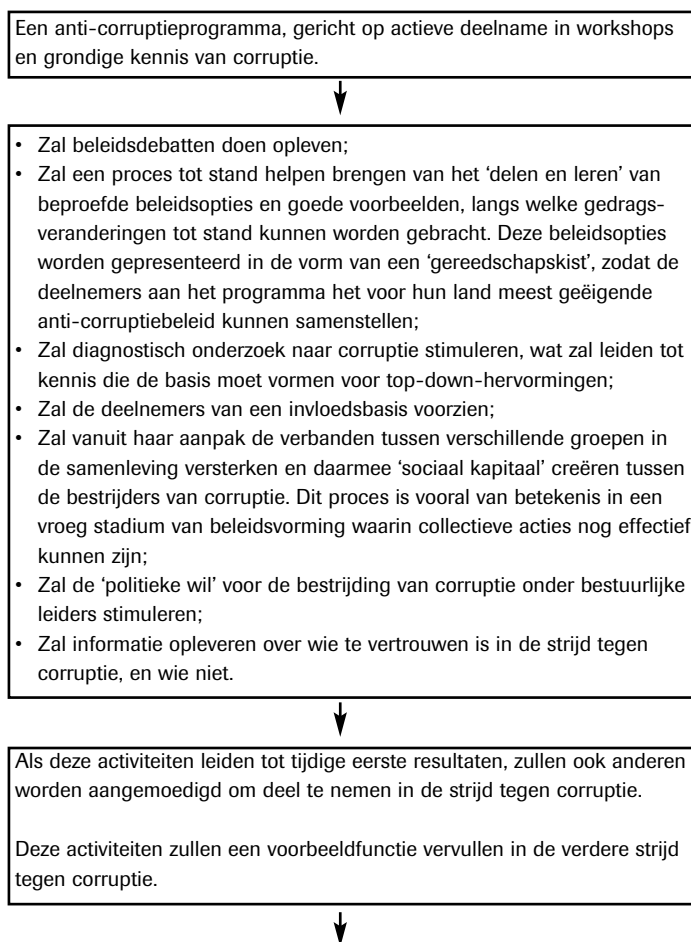 Een anti-corruptieprogramma, gericht op actieve deelname in workshops
en grondige kennis van corruptie.
• Zal beleidsdebatten doen opleven;
• Zal een proces tot stand helpen brengen van het ‘delen en leren’ van
beproefde beleidsopties en goede voorbeelden, langs welke gedrags-
veranderingen tot stand kunnen worden gebracht. Deze beleidsopties
worden gepresenteerd in de vorm van een ‘gereedschapskist’, zodat de
deelnemers aan het programma het voor hun land meest geëigende
anti-corruptiebeleid kunnen samenstellen;
• Zal diagnostisch onderzoek naar corruptie stimuleren, wat zal leiden tot
kennis die de basis moet vormen voor top-down-hervormingen;
• Zal de deelnemers van een invloedsbasis voorzien;
• Zal vanuit haar aanpak de verbanden tussen verschillende groepen in
de samenleving versterken en daarmee ‘sociaal kapitaal’ creëren tussen
de bestrijders van corruptie. Dit proces is vooral van betekenis in een
vroeg stadium van beleidsvorming waarin collectieve acties nog effectief
kunnen zijn;
• Zal de ‘politieke wil’ voor de bestrijding van corruptie onder bestuurlijke
leiders stimuleren;
• Zal informatie opleveren over wie te vertrouwen is in de strijd tegen
corruptie, en wie niet.
Als deze activiteiten leiden tot tijdige eerste resultaten, zullen ook anderen
worden aangemoedigd om deel te nemen in de strijd tegen corruptie.
Deze activiteiten zullen een voorbeeldfunctie vervullen in de verdere strijd
tegen corruptie.